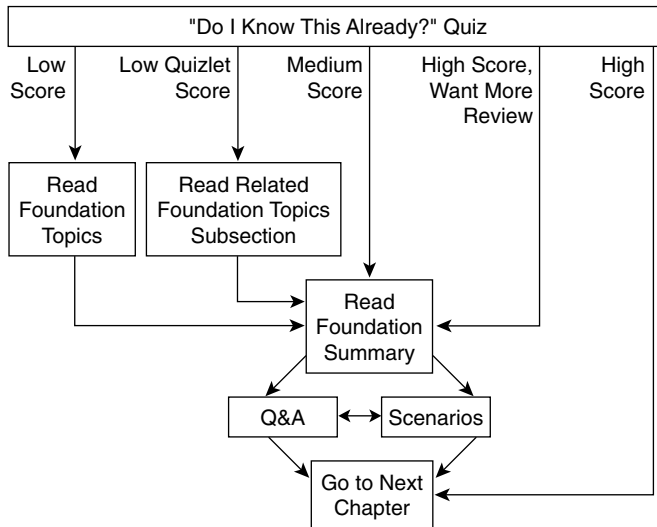 "Do I Know This Already?" Quiz
Low
Score
Low Quizlet
Score
Medium
Score
High Score,
Want More
Review
High
Score
Read
Foundation
Topics
Read Related
Foundation Topics
Subsection
Read
Foundation
Summary
Q&A
Scenarios
Go to Next
Chapter